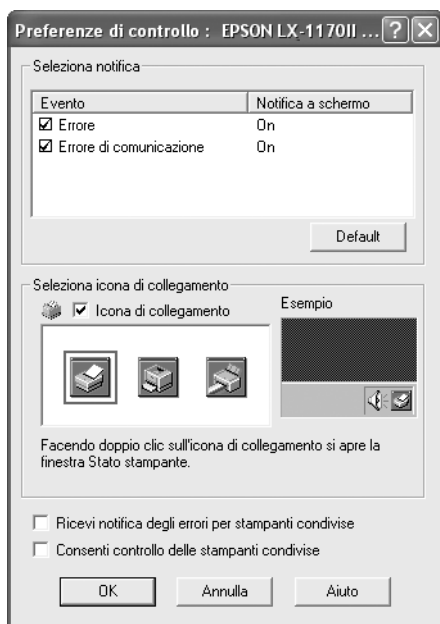 Preferenze di controllo : EPSON LX-1170II ...
Seleziona notifica
Evento Notifica a schermo
Errore On
Errore di comunicazione On
Default
Seleziona icona di collegamento
Icona di collegamento
Esempio
Facendo doppio clic sull'icona di collegamento si apre la
finestra Stato stampante.
Ricevi notifica degli errori per stampanti condivise
Consenti controllo delle stampanti condivise
OK Annulla Aiuto